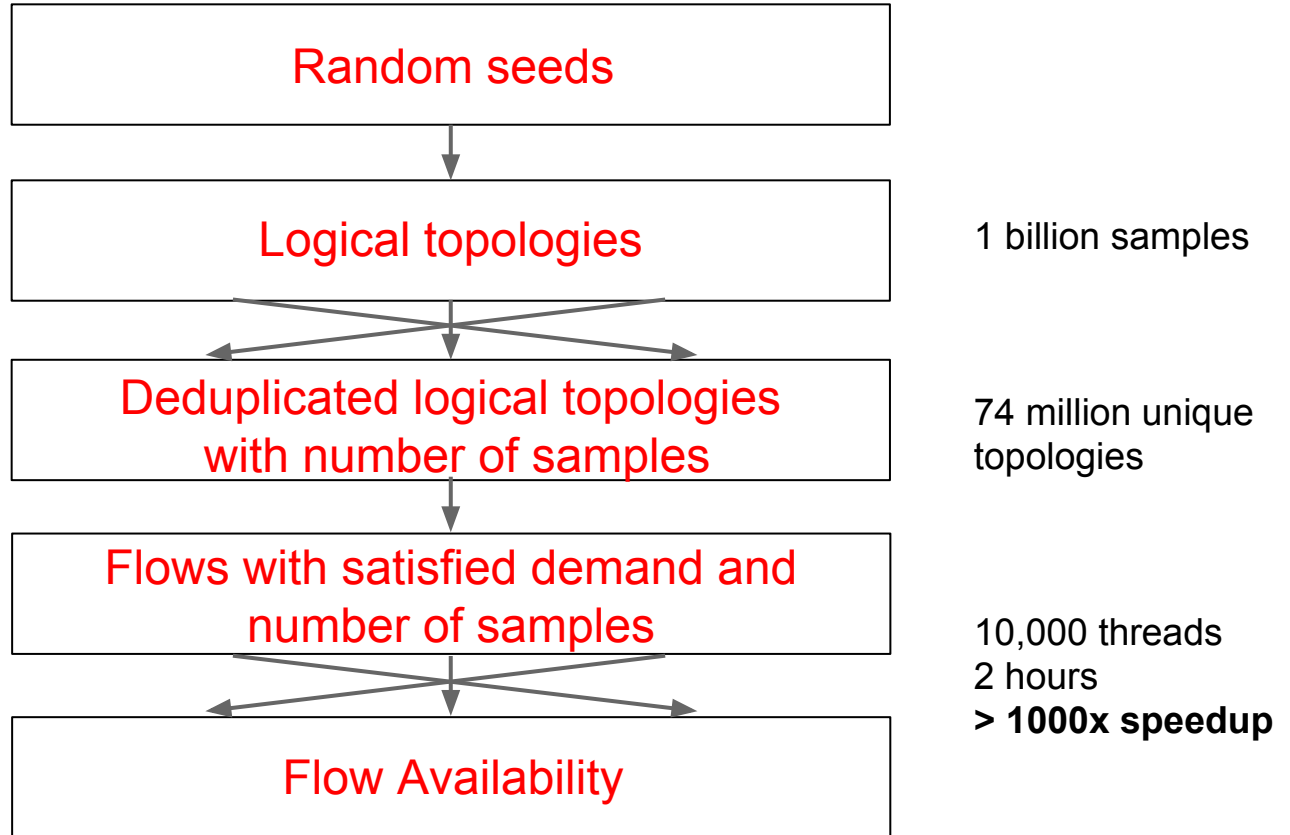 Random seeds
Logical topologies
1 billion samples
Deduplicated logical topologies
with number of samples
74 million unique
topologies
Flows with satisfied demand and
number of samples
10,000 threads
2 hours
> 1000x speedup
Flow Availability